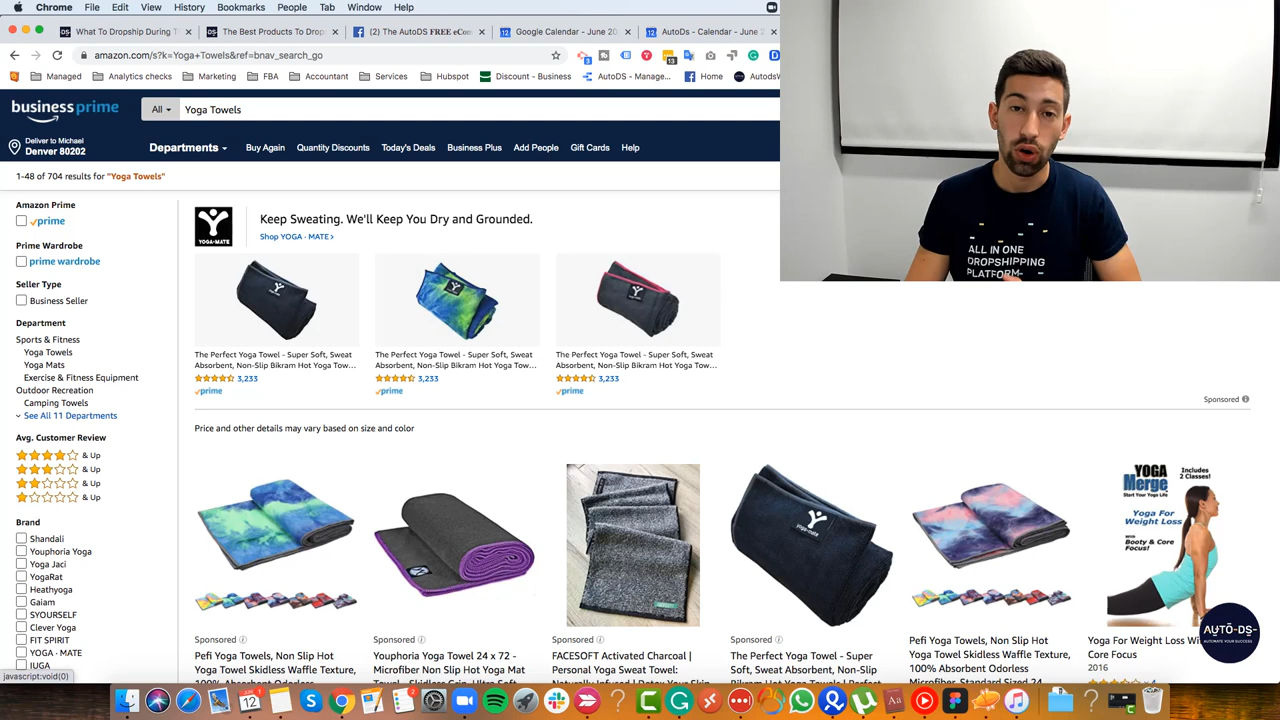 Chrome File Edit View History Bookmarks People Tab Window Help
What To Dropship During T
The Best Products To Drop
(2) The AutoDS FREE eCom
Google Calendar - June 20
AutoDs - Calendar - June 2
amazon.com/s?k=Yoga+Towels&ref=bnav_search_go
Managed Analytics checks Marketing FBA Accountant Services Hubspot Discount - Business AutoDS - Manage... Home AutodsW
business prime
All Yoga Towels
Deliver to Michael
Denver 80202
Departments Buy Again Quantity Discounts Today's Deals Business Plus Add People Gift Cards Help
1-48 of 704 results for "Yoga Towels"
Amazon Prime
prime
Prime Wardrobe
prime wardrobe
Seller Type
Business Seller
Department
Sports & Fitness
Yoga Towels
Yoga Mats
Exercise & Fitness Equipment
Outdoor Recreation
Camping Towels
See All 11 Departments
Avg. Customer Review
& Up
& Up
& Up
& Up
Brand
Shandali
Youphoria Yoga
Yoga Jaci
YogaRat
Heathyoga
Gaiam
SYOURSELF
Clever Yoga
FIT SPIRIT
YOGA - MATE
IUGA
javascript:void(0)
YOGA-MATE
Keep Sweating. We'll Keep You Dry and Grounded.
Shop YOGA - MATE ›
The Perfect Yoga Towel - Super Soft, Sweat
Absorbent, Non-Slip Bikram Hot Yoga Tow...
3,233
prime
The Perfect Yoga Towel - Super Soft, Sweat
Absorbent, Non-Slip Bikram Hot Yoga Tow...
3,233
prime
The Perfect Yoga Towel - Super Soft, Sweat
Absorbent, Non-Slip Bikram Hot Yoga Tow...
3,233
prime
Sponsored
Price and other details may vary based on size and color
Sponsored
Pefi Yoga Towels, Non Slip Hot
Yoga Towel Skidless Waffle Texture,
100% Absorbent Odorless
Sponsored
Youphoria Yoga Towel 24 x 72 -
Microfiber Non Slip Hot Yoga Mat
Sponsored
FACESOFT Activated Charcoal |
Personal Yoga Sweat Towel:
yoga-mate
Sponsored
The Perfect Yoga Towel - Super
Soft, Sweat Absorbent, Non-Slip
Pefi Yoga Towels, Non Slip Hot
Yoga Towel Skidless Waffle Texture,
100% Absorbent Odorless
YOGA
Merge
Start Your Yoga Life
Includes
2 Classes!
YOGA FOR
WEIGHT LOSS
BOOTY & CORE
FOCUS!
Yoga For Weight Loss
Core Focus
2016
ALL IN ONE
DROPSHIPPING
PLATFORM
AUTO-DS
AUTOMATE YOUR SUCCESS